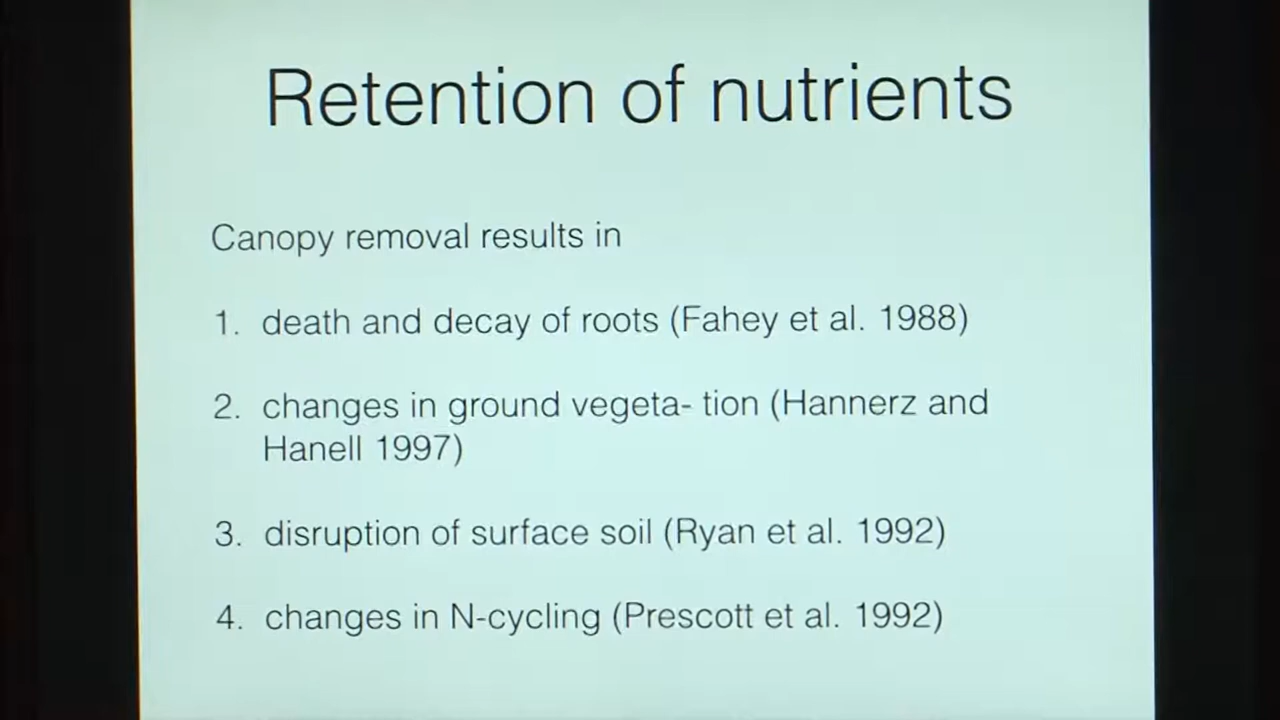 Retention of nutrients
Canopy removal results in
1. death and decay of roots (Fahey et al. 1988)
2. changes in ground vegeta- tion (Hannerz and
Hanell 1997)
3. disruption of surface soil (Ryan et al. 1992)
4. changes in N-cycling (Prescott et al. 1992)